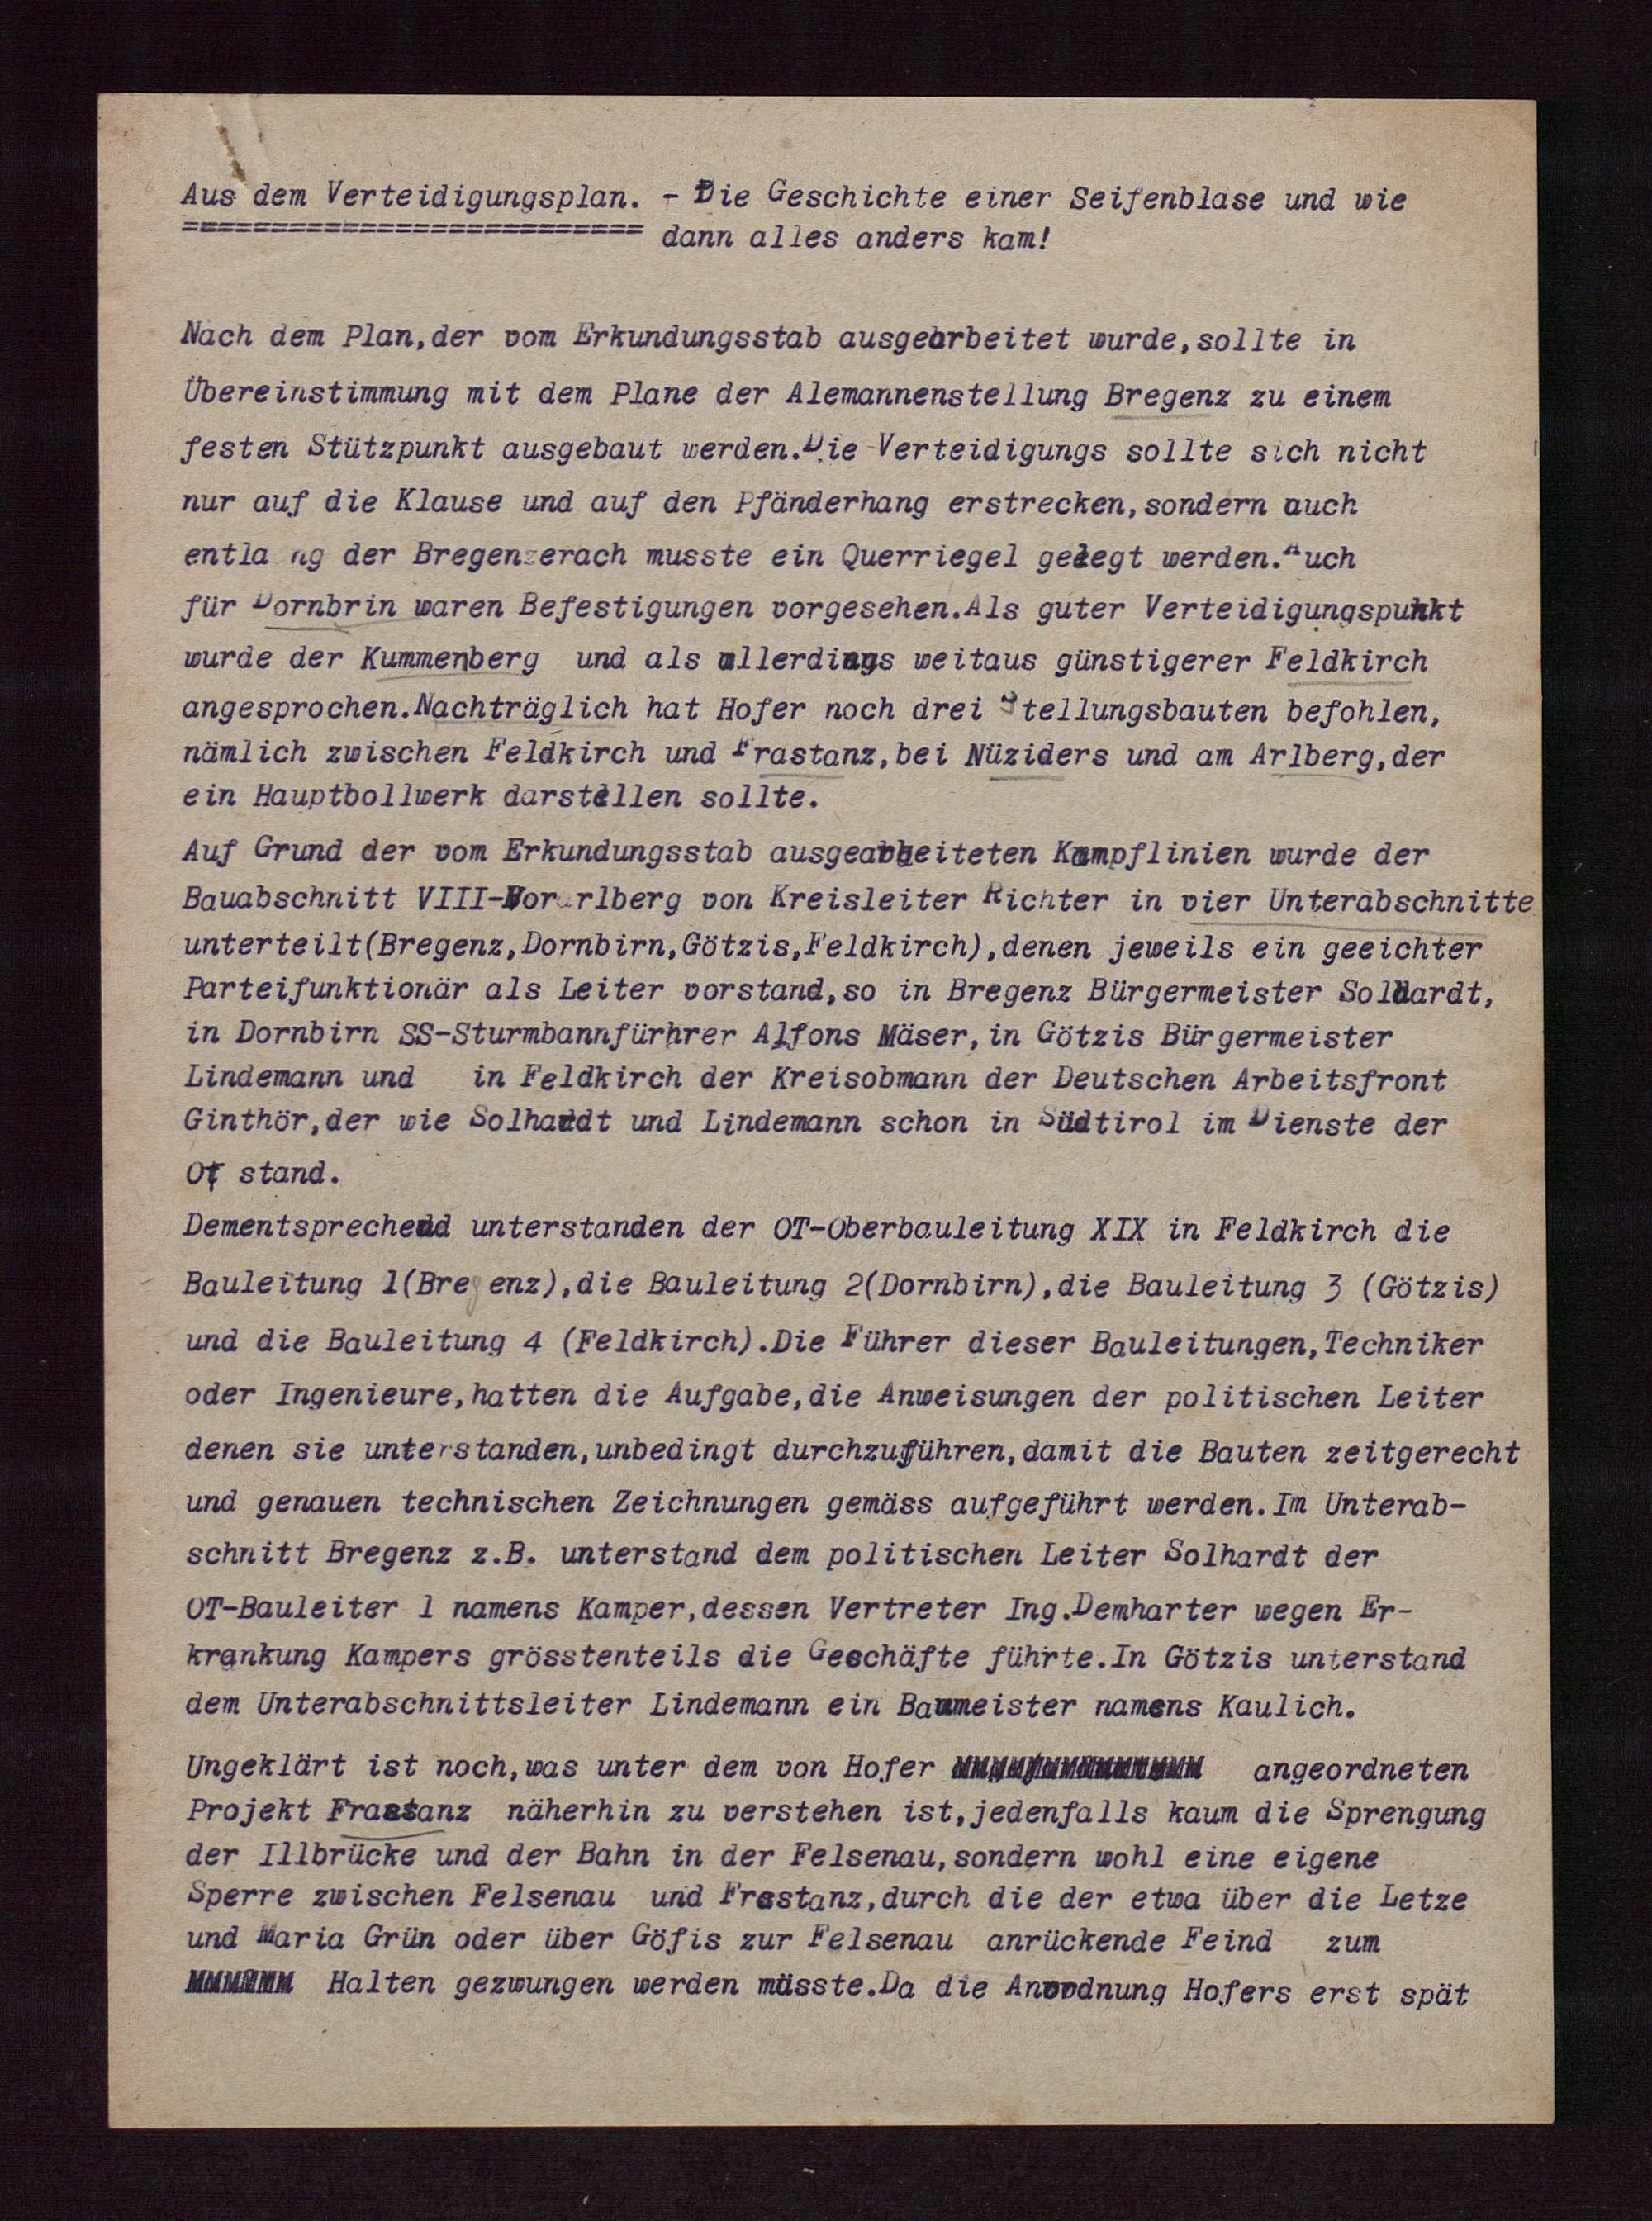 Aus dem Verteidigungsplan. - Die Geschichte einer Seifenblase und wie
========================== dann alles anders kam!
Nach dem Plan,der vom Erkundungsstab ausgearbeitet wurde,sollte in
Übereinstimmung mit dem Plane der Alemannenstellung Bregenz zu einem
festen Stützpunkt ausgebaut werden.Die Verteidigungs sollte sich nicht
nur auf die Klause und auf den Pfänderhang erstrecken,sondern auch
entla ng der Bregenzerach musste ein Querriegel gelegt werden.Auch
für Dornbrin waren Befestigungen vorgesehen.Als guter Verteidigungspunkt
wurde der Kummenberg und als allerdings weitaus günstigerer Feldkirch
angesprochen.Nachträglich hat Hofer noch drei Stellungsbauten befohlen,
nämlich zwischen Feldkirch und Frastanz,bei Nüziders und am Arlberg,der
ein Hauptbollwerk darstellen sollte.
Auf Grund der vom Erkundungsstab ausgearbeiteten Kampflinien wurde der
Bauabschnitt VIII-Vorarlberg von Kreisleiter Richter in vier Unterabschnitte
unterteilt(Bregenz,Dornbirn,Götzis,Feldkirch),denen jeweils ein geeichter
Parteifunktionär als Leiter vorstand,so in Bregenz Bürgermeister Solhardt,
in Dornbirn SS-Sturmbannfürhrer Alfons Mäser,in Götzis Bürgermeister
Lindemann und in Feldkirch der Kreisobmann der Deutschen Arbeitsfront
Ginthör,der wie Solhardt und Lindemann schon in Südtirol im Dienste der
OT stand.
Dementsprechend unterstanden der OT-Oberbauleitung XIX in Feldkirch die
Bauleitung 1(Bregenz),die Bauleitung 2(Dornbirn),die Bauleitung 3 (Götzis)
und die Bauleitung 4 (Feldkirch).Die Führer dieser Bauleitungen,Techniker
oder Ingenieure,hatten die Aufgabe,die Anweisungen der politischen Leiter
denen sie unterstanden,unbedingt durchzuführen,damit die Bauten zeitgerecht
und genauen technischen Zeichnungen gemäss aufgeführt werden.Im Unterab-
schnitt Bregenz z.B. unterstand dem politischen Leiter Solhardt der
OT-Bauleiter 1 namens Kamper,dessen Vertreter Ing.Demharter wegen Er-
krankung Kampers grösstenteils die Geschäfte führte.In Götzis unterstand
dem Unterabschnittsleiter Lindemann ein Baumeister namens Kaulich.
Ungeklärt ist noch,was unter dem von Hofer angeordneten
Projekt Frastanz näherhin zu verstehen ist,jedenfalls kaum die Sprengung
der Illbrücke und der Bahn in der Felsenau,sondern wohl eine eigene
Sperre zwischen Felsenau und Frastanz,durch die der etwa über die Letze
und Maria Grün oder über Göfis zur Felsenau anrückende Feind zum
Halten gezwungen werden müsste.Da die Anordnung Hofers erst spät